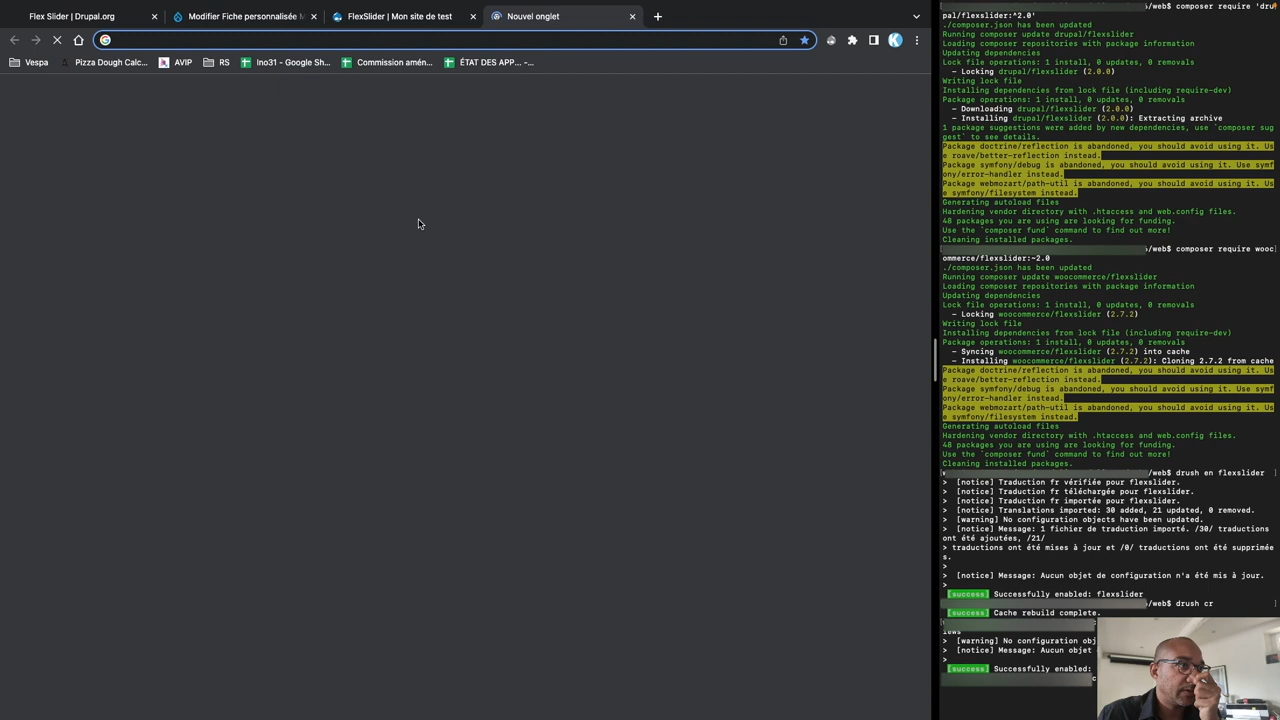 Flex Slider | Drupal.org
Modifier Fiche personnalisée M
FlexSlider | Mon site de test
Nouvel onglet
Vespa
Pizza Dough Calc...
AVIP
RS
Ino31 - Google Sh...
Commission amén...
ÉTAT DES APP... -...
/web$ composer require 'dru
pal/flexslider:^2.0'
./composer.json has been updated
Running composer update drupal/flexslider
Loading composer repositories with package information
Updating dependencies
Lock file operations: 1 install, 0 updates, 0 removals
- Locking drupal/flexslider (2.0.0)
Writing lock file
Installing dependencies from lock file (including require-dev)
Package operations: 1 install, 0 updates, 0 removals
- Downloading drupal/flexslider (2.0.0)
- Installing drupal/flexslider (2.0.0): Extracting archive
1 package suggestions were added by new dependencies, use `composer sug
gest` to see details.
Package doctrine/reflection is abandoned, you should avoid using it. Us
e roave/better-reflection instead.
Package symfony/debug is abandoned, you should avoid using it. Use symf
ony/error-handler instead.
Package webmozart/path-util is abandoned, you should avoid using it. Us
e symfony/filesystem instead.
Generating autoload files
Hardening vendor directory with .htaccess and web.config files.
48 packages you are using are looking for funding.
Use the `composer fund` command to find out more!
Cleaning installed packages.
/web$ composer require wooc
ommerce/flexslider:~2.0
./composer.json has been updated
Running composer update woocommerce/flexslider
Loading composer repositories with package information
Updating dependencies
Lock file operations: 1 install, 0 updates, 0 removals
- Locking woocommerce/flexslider (2.7.2)
Writing lock file
Installing dependencies from lock file (including require-dev)
Package operations: 1 install, 0 updates, 0 removals
- Syncing woocommerce/flexslider (2.7.2) into cache
- Installing woocommerce/flexslider (2.7.2): Cloning 2.7.2 from cache
Package doctrine/reflection is abandoned, you should avoid using it. Us
e roave/better-reflection instead.
Package symfony/debug is abandoned, you should avoid using it. Use symf
ony/error-handler instead.
Package webmozart/path-util is abandoned, you should avoid using it. Us
e symfony/filesystem instead.
Generating autoload files
Hardening vendor directory with .htaccess and web.config files.
48 packages you are using are looking for funding.
Use the `composer fund` command to find out more!
Cleaning installed packages.
/web$ drush en flexslider
> [notice] Traduction fr vérifiée pour flexslider.
> [notice] Traduction fr téléchargée pour flexslider.
> [notice] Traduction fr importée pour flexslider.
> [notice] Translations imported: 30 added, 21 updated, 0 removed.
> [warning] No configuration objects have been updated.
> [notice] Message: 1 fichier de traduction importé. /30/ traductions
ont été ajoutées, /21/
> traductions ont été mises à jour et /0/ traductions ont été supprimée
s.
>
> [notice] Message: Aucun objet de configuration n'a été mis à jour.
>
[success] Successfully enabled: flexslider
/web$ drush cr
[success] Cache rebuild complete.
iews
> [warning] No configuration obj
> [notice] Message: Aucun objet
>
[success] Successfully enabled: